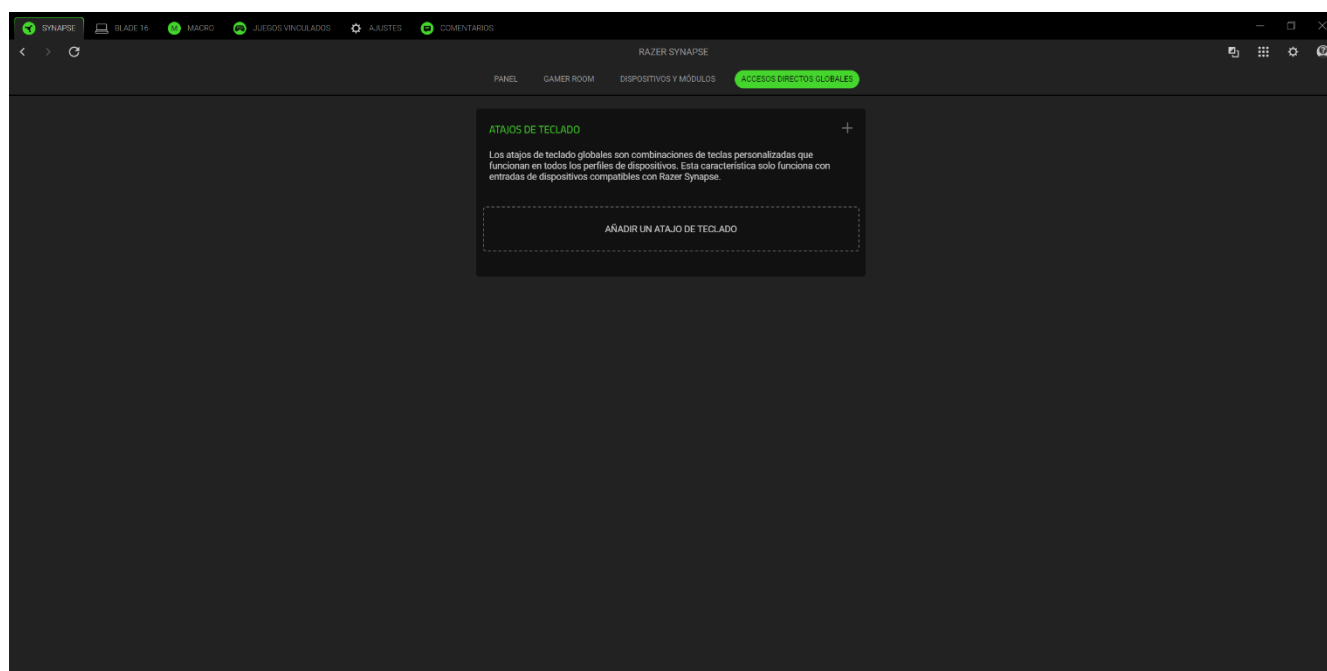 SYNAPSE BLADE 16 MACRO JUEGOS VINCULADOS AJUSTES COMENTARIOS
RAZER SYNAPSE
PANEL GAMER ROOM DISPOSITIVOS Y MÓDULOS ACCESOS DIRECTOS GLOBALES
ATAJOS DE TECLADO
Los atajos de teclado globales son combinaciones de teclas personalizadas que
funcionan en todos los perfiles de dispositivos. Esta característica solo funciona con
entradas de dispositivos compatibles con Razer Synapse.
AÑADIR UN ATAJO DE TECLADO